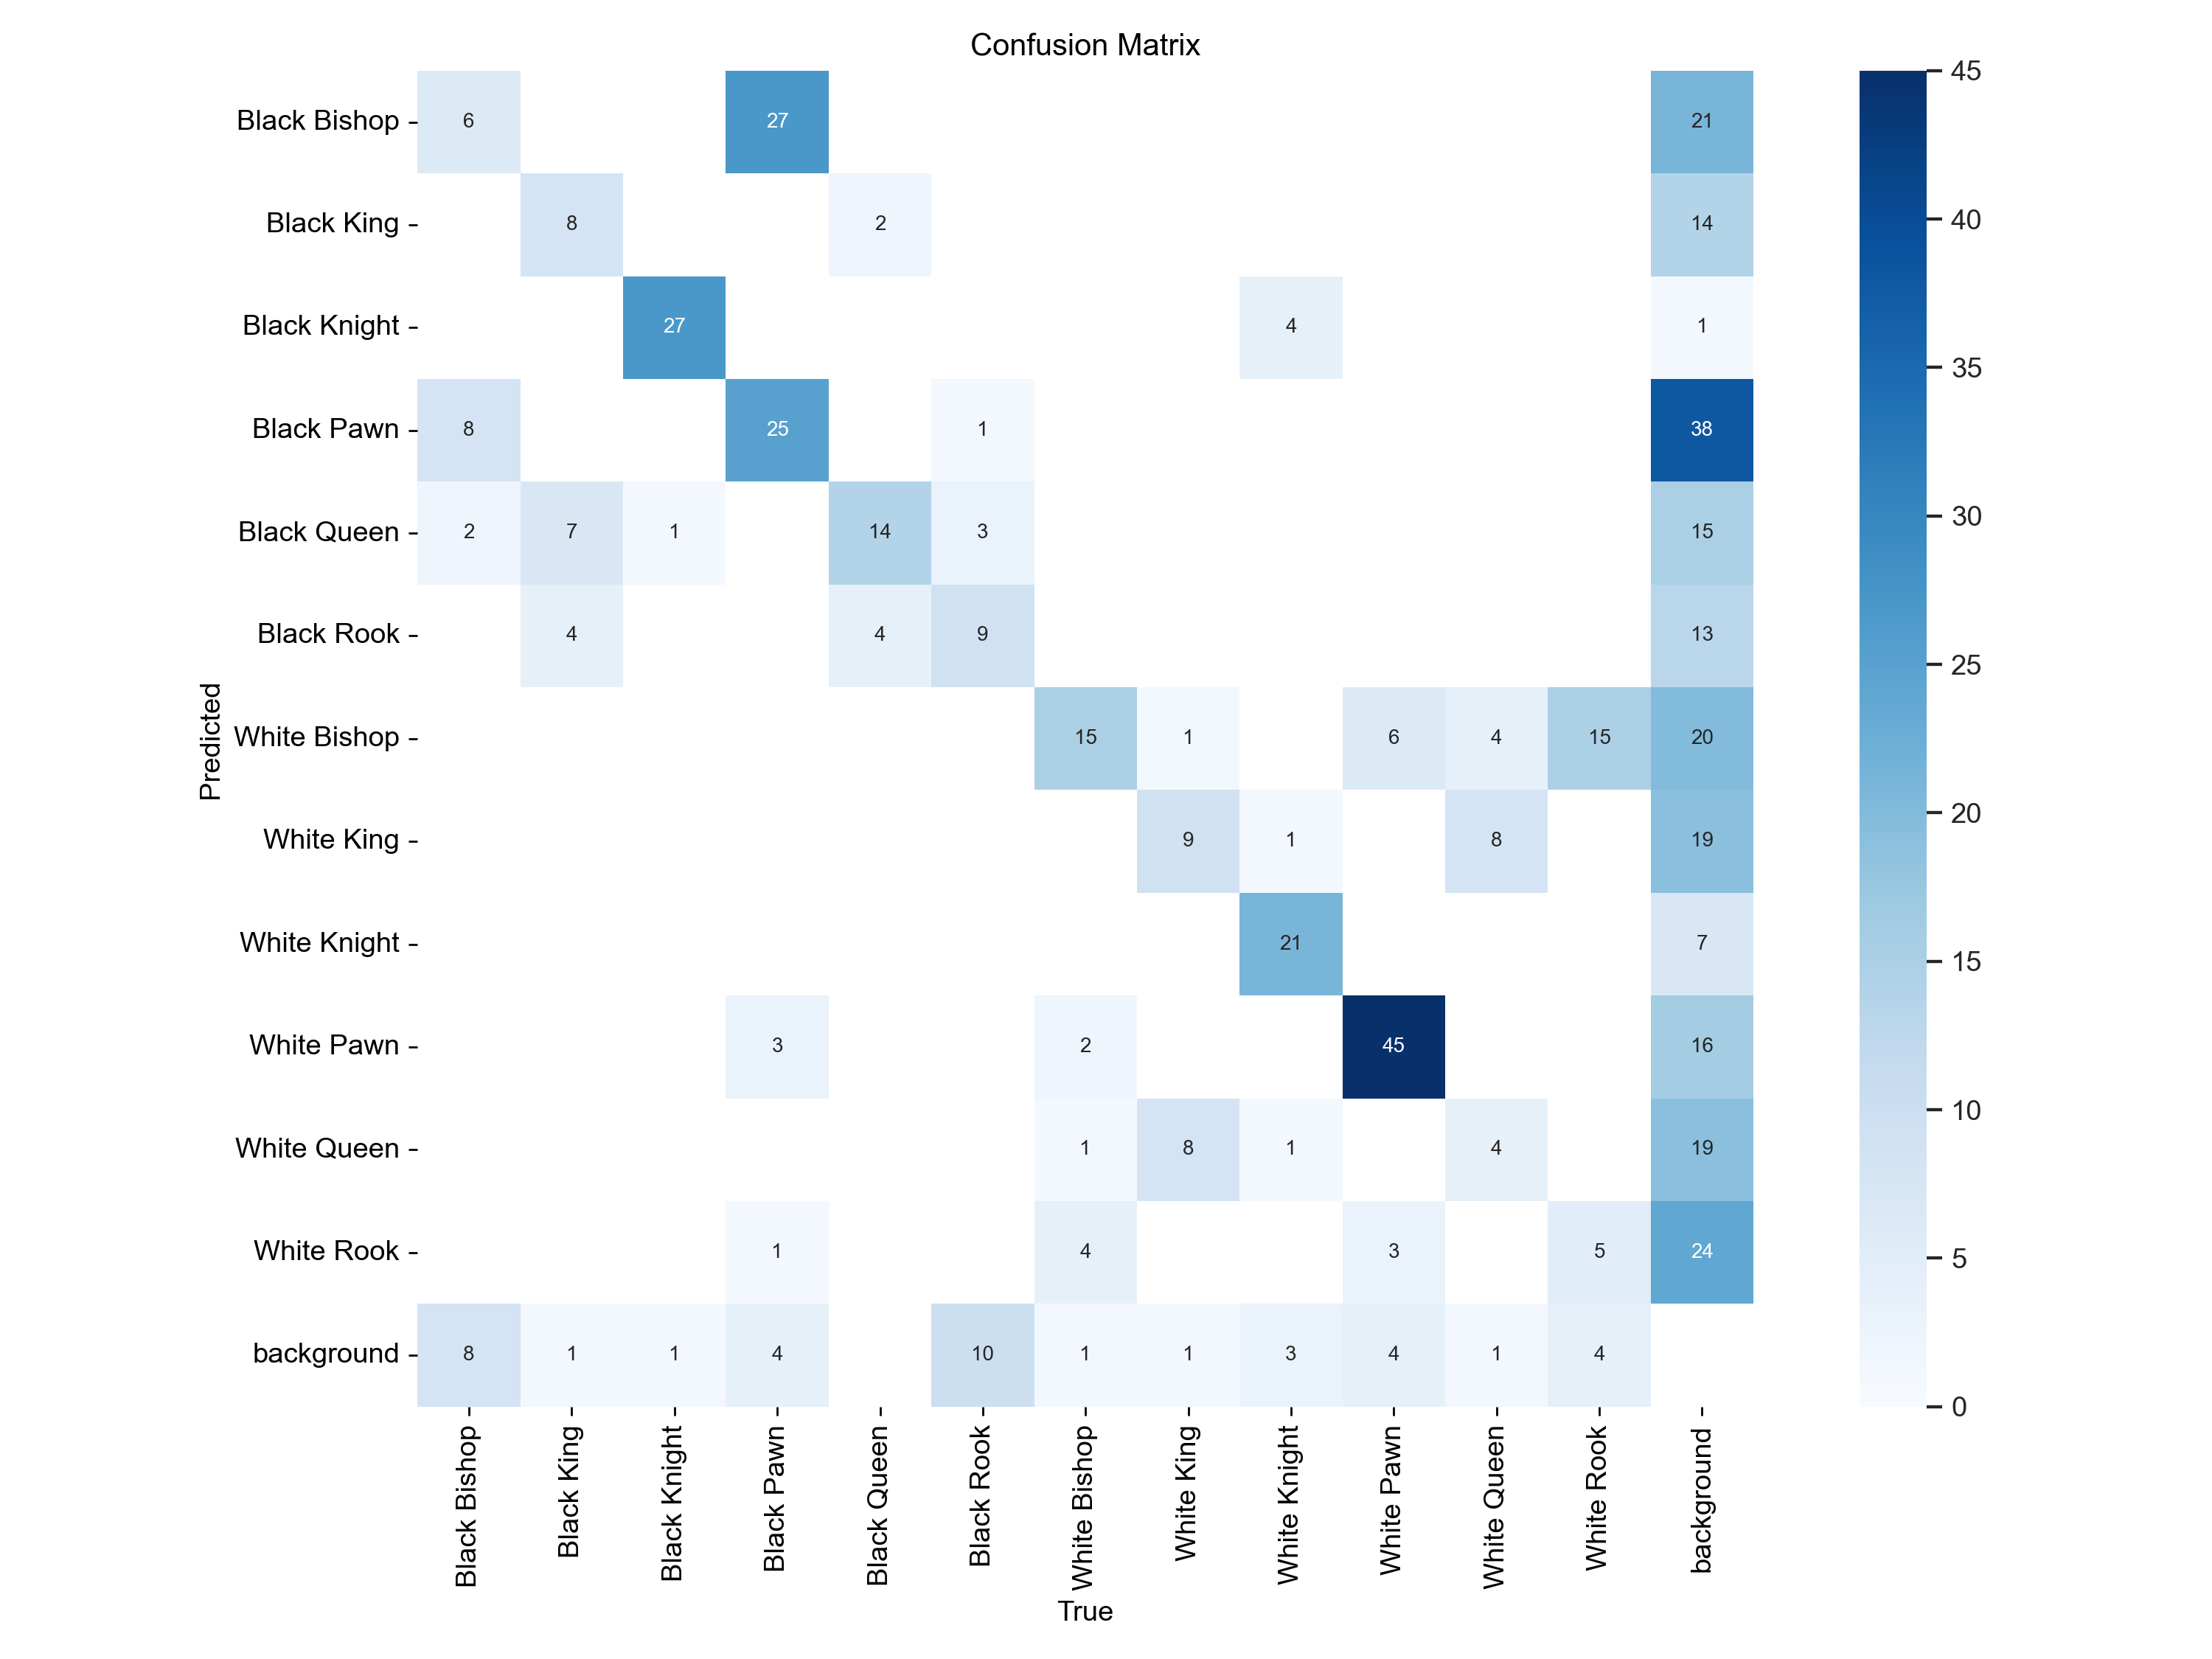 Confusion Matrix
Black Bishop 6 27 21
Black King 8 2 14
Black Knight 27 4 1
Black Pawn 8 25 1 38
Black Queen 2 7 1 14 3 15
Black Rook 4 4 9 13
White Bishop 15 1 6 4 15 20
White King 9 1 8 19
White Knight 21 7
White Pawn 3 2 45 16
White Queen 1 8 1 4 19
White Rook 1 4 3 5 24
background 8 1 1 4 10 1 1 3 4 1 4
Predicted
Black Bishop
Black King
Black Knight
Black Pawn
Black Queen
Black Rook
White Bishop
White King
White Knight
White Pawn
White Queen
White Rook
background
True
45
40
35
30
25
20
15
10
5
0